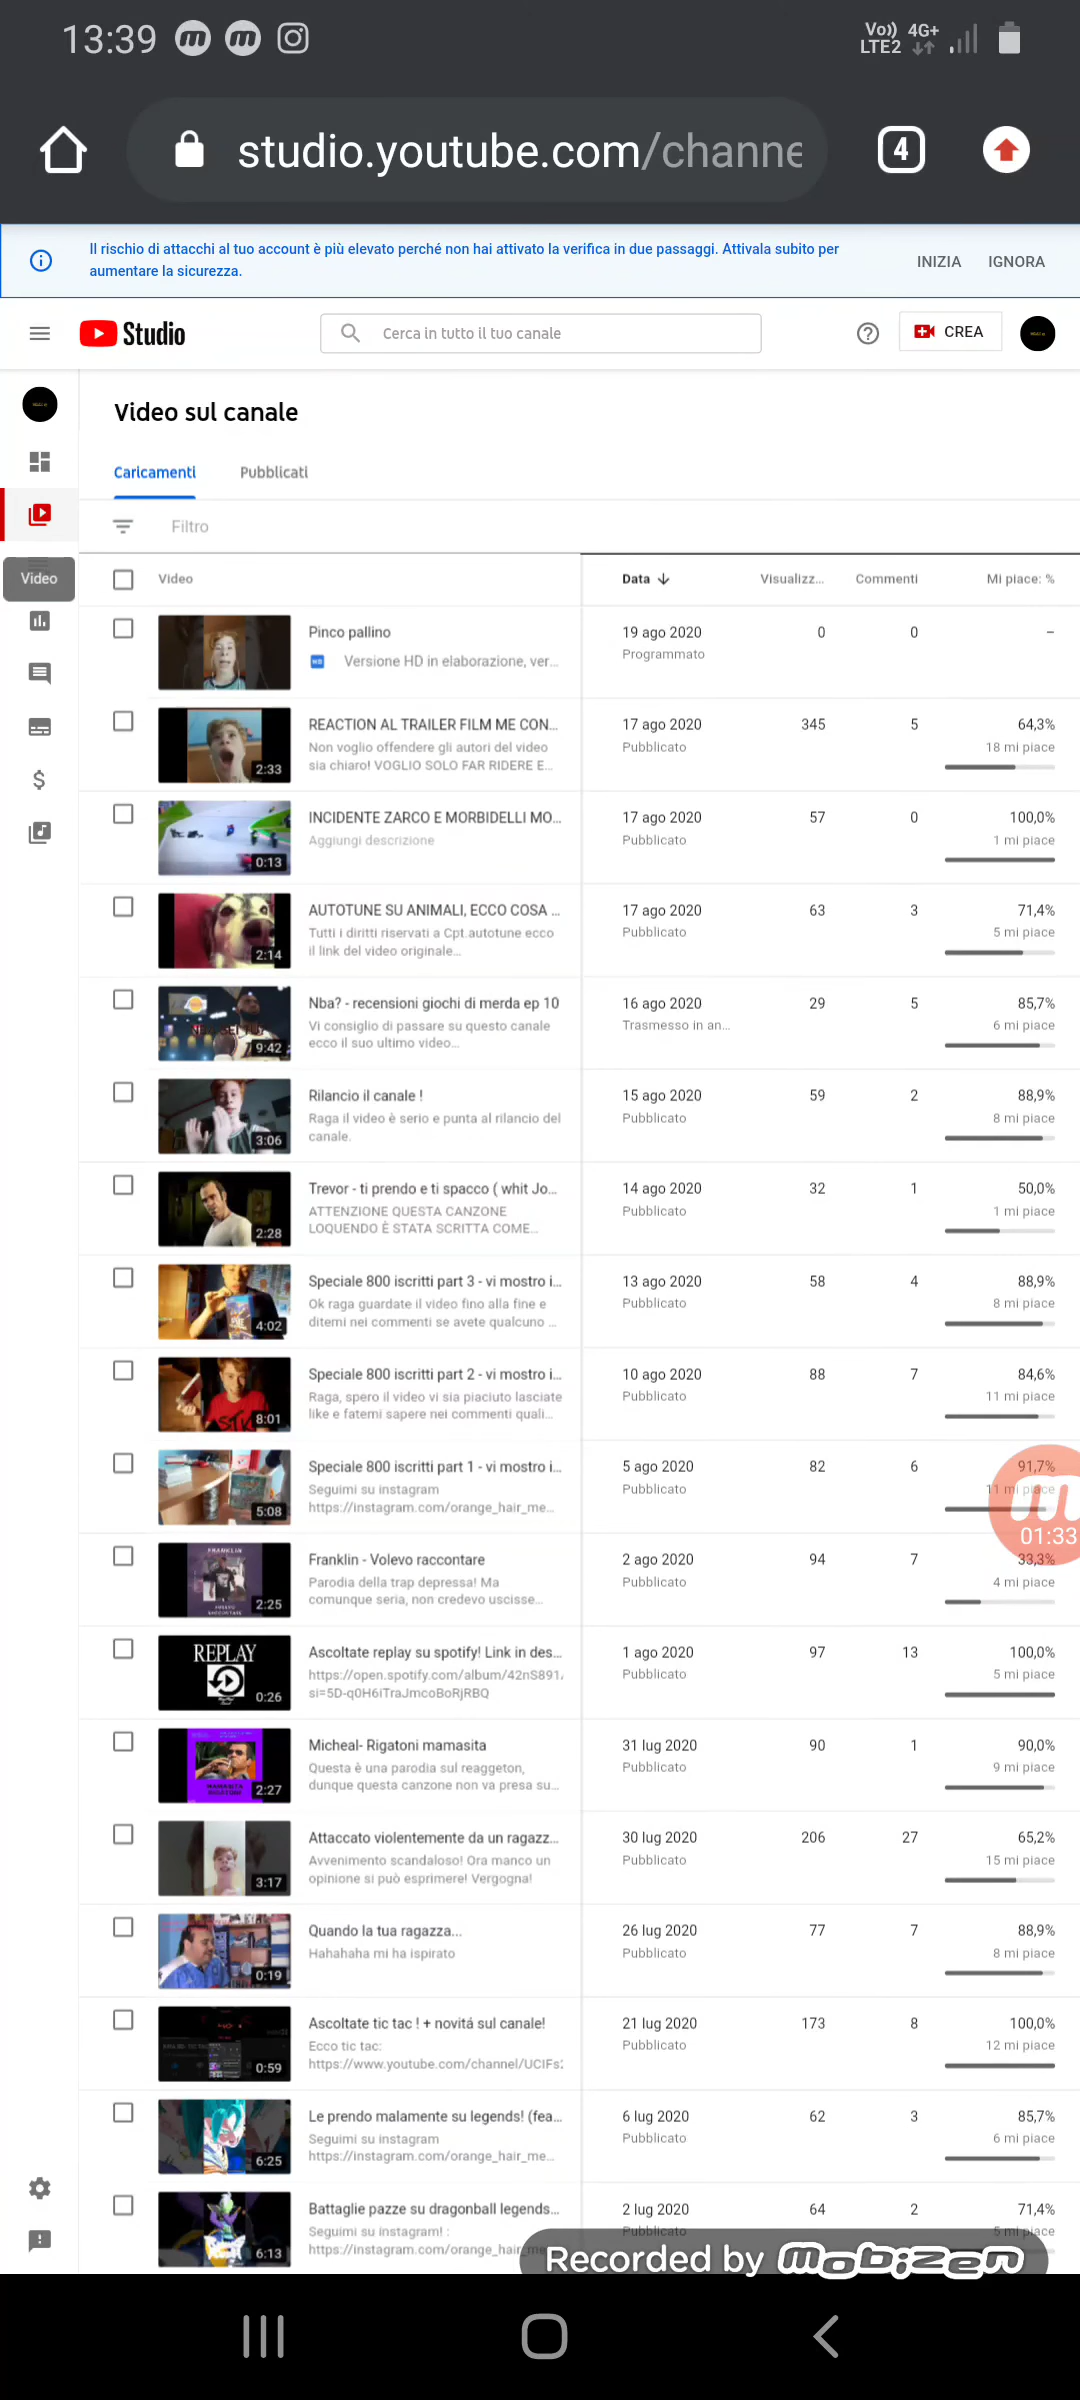 13:39
Vo))
LTE2
4G+
studio.youtube.com/channe
4
Il rischio di attacchi al tuo account è più elevato perché non hai attivato la verifica in due passaggi. Attivala subito per
aumentare la sicurezza.
INIZIA
IGNORA
Studio
Cerca in tutto il tuo canale
CREA
Video sul canale
Caricamenti
Pubblicati
Filtro
Video
Video
Data
Visualizz...
Commenti
Mi piace: %
Pinco pallino
HD Versione HD in elaborazione, ver...
19 ago 2020
Programmato
0
0
–
2:33
REACTION AL TRAILER FILM ME CON...
Non voglio offendere gli autori del video
sia chiaro! VOGLIO SOLO FAR RIDERE E...
17 ago 2020
Pubblicato
345
5
64,3%
18 mi piace
0:13
INCIDENTE ZARCO E MORBIDELLI MO...
Aggiungi descrizione
17 ago 2020
Pubblicato
57
0
100,0%
1 mi piace
2:14
AUTOTUNE SU ANIMALI, ECCO COSA ...
Tutti i diritti riservati a Cpt.autotune ecco
il link del video originale...
17 ago 2020
Pubblicato
63
3
71,4%
5 mi piace
9:42
Nba? - recensioni giochi di merda ep 10
Vi consiglio di passare su questo canale
ecco il suo ultimo video...
16 ago 2020
Trasmesso in an...
29
5
85,7%
6 mi piace
3:06
Rilancio il canale !
Raga il video è serio e punta al rilancio del
canale.
15 ago 2020
Pubblicato
59
2
88,9%
8 mi piace
2:28
Trevor - ti prendo e ti spacco ( whit Jo...
ATTENZIONE QUESTA CANZONE
LOQUENDO È STATA SCRITTA COME...
14 ago 2020
Pubblicato
32
1
50,0%
1 mi piace
4:02
Speciale 800 iscritti part 3 - vi mostro i...
Ok raga guardate il video fino alla fine e
ditemi nei commenti se avete qualcuno ...
13 ago 2020
Pubblicato
58
4
88,9%
8 mi piace
8:01
Speciale 800 iscritti part 2 - vi mostro i...
Raga, spero il video vi sia piaciuto lasciate
like e fatemi sapere nei commenti quali...
10 ago 2020
Pubblicato
88
7
84,6%
11 mi piace
5:08
Speciale 800 iscritti part 1 - vi mostro i...
Seguimi su instagram
https://instagram.com/orange_hair_me...
5 ago 2020
Pubblicato
82
6
91,7%
11 mi piace
01:33
FRANKLIN
2:25
Franklin - Volevo raccontare
Parodia della trap depressa! Ma
comunque seria, non credevo uscisse...
2 ago 2020
Pubblicato
94
7
33,3%
4 mi piace
REPLAY
0:26
Ascoltate replay su spotify! Link in des...
https://open.spotify.com/album/42nS891
si=5D-q0H6iTraJmcoBoRjRBQ
1 ago 2020
Pubblicato
97
13
100,0%
5 mi piace
2:27
Micheal- Rigatoni mamasita
Questa è una parodia sul reaggeton,
dunque questa canzone non va presa su...
31 lug 2020
Pubblicato
90
1
90,0%
9 mi piace
3:17
Attaccato violentemente da un ragazz...
Avvenimento scandaloso! Ora manco un
opinione si può esprimere! Vergogna!
30 lug 2020
Pubblicato
206
27
65,2%
15 mi piace
0:19
Quando la tua ragazza...
Hahahaha mi ha ispirato
26 lug 2020
Pubblicato
77
7
88,9%
8 mi piace
0:59
Ascoltate tic tac ! + novitá sul canale!
Ecco tic tac:
https://www.youtube.com/channel/UCIFs
21 lug 2020
Pubblicato
173
8
100,0%
12 mi piace
6:25
Le prendo malamente su legends! (fea...
Seguimi su instagram
https://instagram.com/orange_hair_me...
6 lug 2020
Pubblicato
62
3
85,7%
6 mi piace
6:13
Battaglie pazze su dragonball legends...
Seguimi su instagram! :
https://instagram.com/orange_hair_me...
2 lug 2020
Pubblicato
64
2
71,4%
5 mi piace
Recorded by mobizen